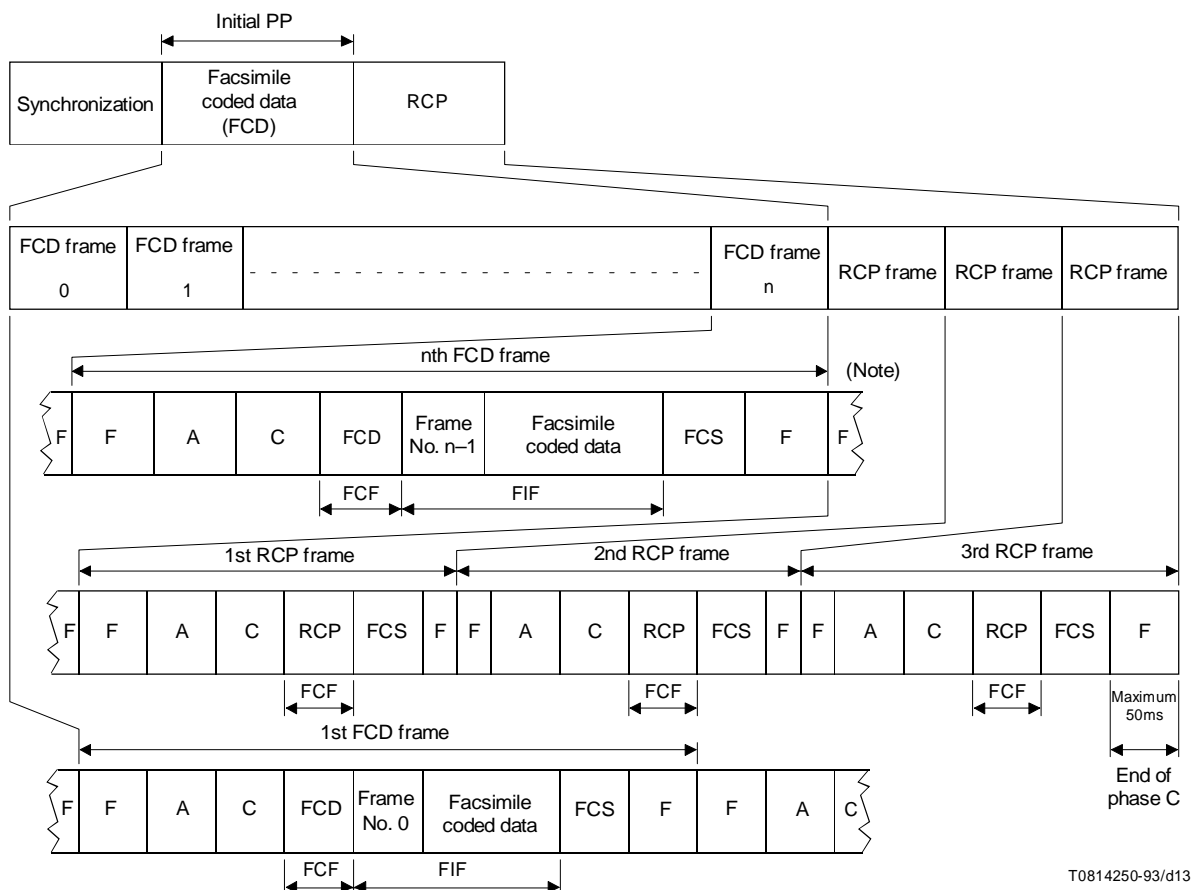 Initial PP
Synchronization
Facsimile
coded data
(FCD)
RCP
FCD frame
0
FCD frame
1
FCD frame
n
RCP frame
RCP frame
RCP frame
nth FCD frame
(Note)
F F A C FCD Frame
No. n–1 Facsimile
coded data FCS F F
FCF FIF
1st RCP frame 2nd RCP frame 3rd RCP frame
F F A C RCP FCS F F A C RCP FCS F F A C RCP FCS F
FCF FCF FCF Maximum
50ms
1st FCD frame
End of
phase C
F F A C FCD Frame
No. 0 Facsimile
coded data FCS F F A C
FCF FIF
T0814250-93/d13